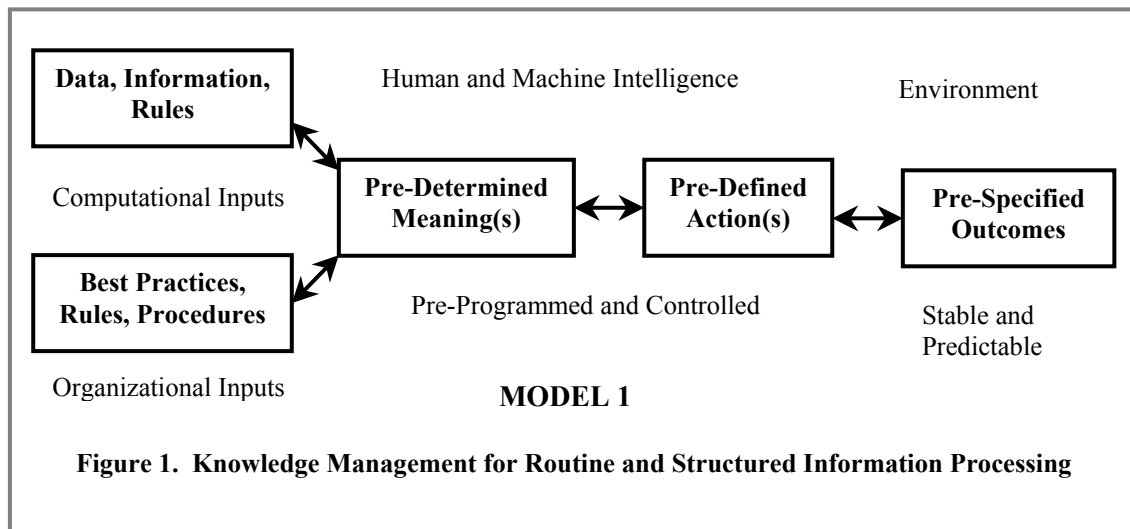 Data, Information,
Rules
Human and Machine Intelligence
Environment
Computational Inputs
Pre-Determined
Meaning(s)
Pre-Defined
Action(s)
Pre-Specified
Outcomes
Best Practices,
Rules, Procedures
Pre-Programmed and Controlled
Stable and
Predictable
Organizational Inputs
MODEL 1
Figure 1. Knowledge Management for Routine and Structured Information Processing